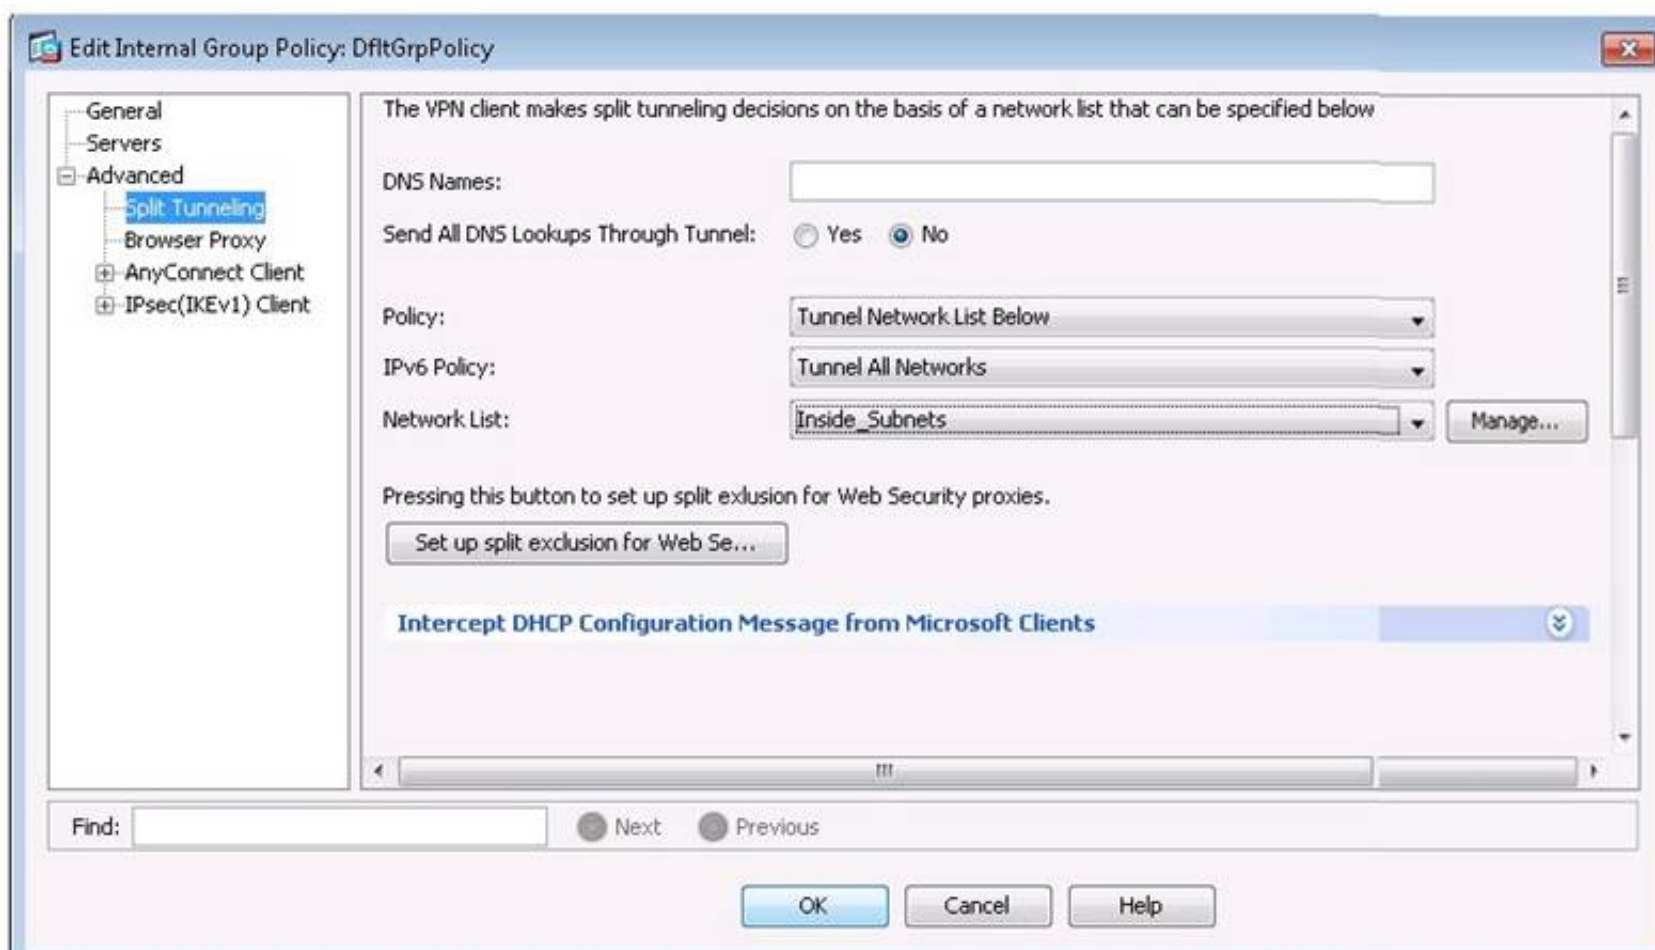 Edit Internal Group Policy: DfltGrpPolicy
General
Servers
Advanced
Split Tunneling
Browser Proxy
AnyConnect Client
IPsec(IKEv1) Client
The VPN client makes split tunneling decisions on the basis of a network list that can be specified below
DNS Names:
Send All DNS Lookups Through Tunnel: Yes No
Policy: Tunnel Network List Below
IPv6 Policy: Tunnel All Networks
Network List: Inside_Subnets Manage...
Pressing this button to set up split exlusion for Web Security proxies.
Set up split exclusion for Web Se...
Intercept DHCP Configuration Message from Microsoft Clients
Find: Next Previous
OK Cancel Help